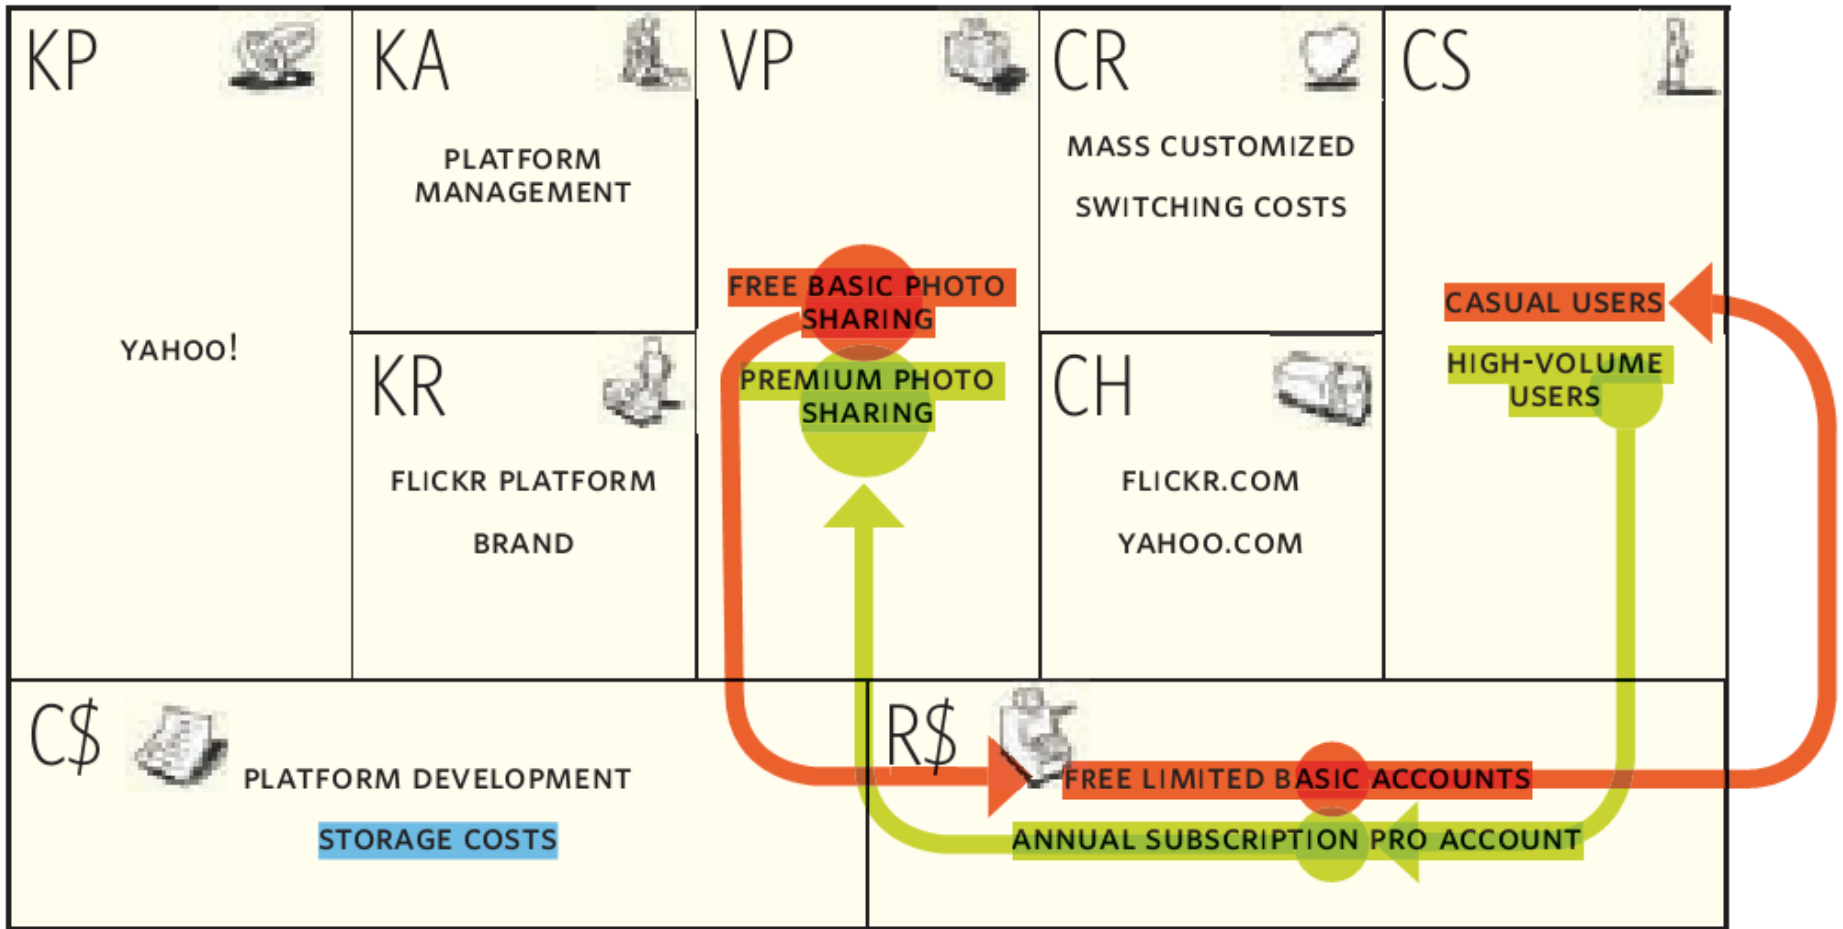 KP
YAHOO!
KA
PLATFORM
MANAGEMENT
KR
FLICKR PLATFORM
BRAND
VP
FREE BASIC PHOTO
SHARING
PREMIUM PHOTO
SHARING
CR
MASS CUSTOMIZED
SWITCHING COSTS
CH
FLICKR.COM
YAHOO.COM
CS
CASUAL USERS
HIGH-VOLUME
USERS
C$
PLATFORM DEVELOPMENT
STORAGE COSTS
R$
FREE LIMITED BASIC ACCOUNTS
ANNUAL SUBSCRIPTION PRO ACCOUNT